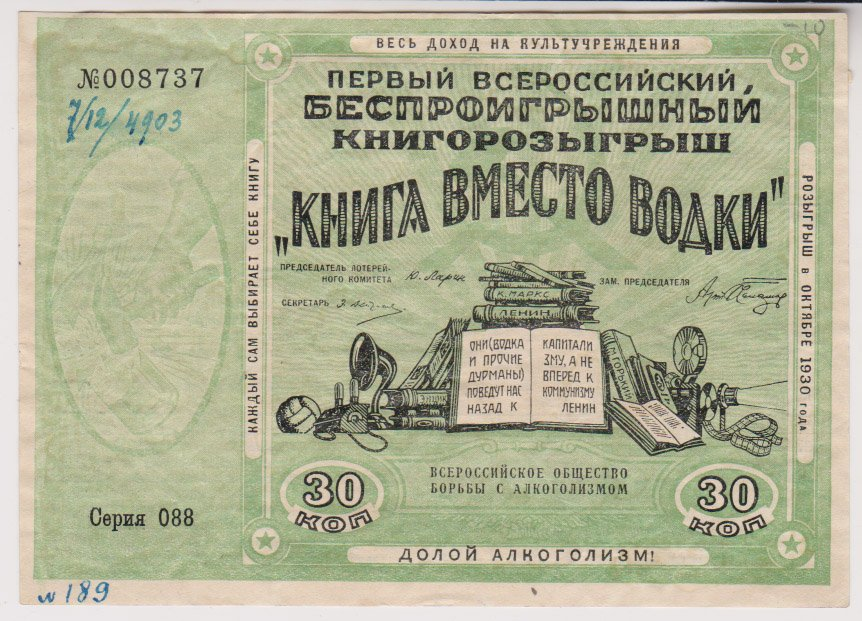 -10
ВЕСЬ ДОХОД НА КУЛЬТУЧРЕЖДЕНИЯ
№008737
7/12/4903
ПЕРВЫЙ ВСЕРОССИЙСКИЙ,
БЕСПРОИГРЫШНЫЙ
КНИГОРОЗЫГРЫШ
„КНИГА ВМЕСТО ВОДКИ"
КАЖДЫЙ САМ ВЫБИРАЕТ СЕБЕ КНИГУ
РОЗЫГРЫШ в ОКТЯБРЕ 1930 года
ПРЕДСЕДАТЕЛЬ ЛОТЕРЕЙ-
НОГО КОМИТЕТА Ю. Ларин
СЕКРЕТАРЬ
ЗАМ. ПРЕДСЕДАТЕЛЯ
К. МАРКС
ЛЕНИН
ОНИ (ВОДКА
И ПРОЧИЕ
ДУРМАНЫ)
ПОВЕДУТ НАС
НАЗАД К
КАПИТАЛИ
ЗМУ, А НЕ
ВПЕРЕД К
КОММУНИЗМУ
ЛЕНИН
М. ГОРЬКИЙ
ВСЕРОССИЙСКОЕ ОБЩЕСТВО
БОРЬБЫ С АЛКОГОЛИЗМОМ
30
КОП
30
КОП
Серия 088
ДОЛОЙ АЛКОГОЛИЗМ!
№ 189